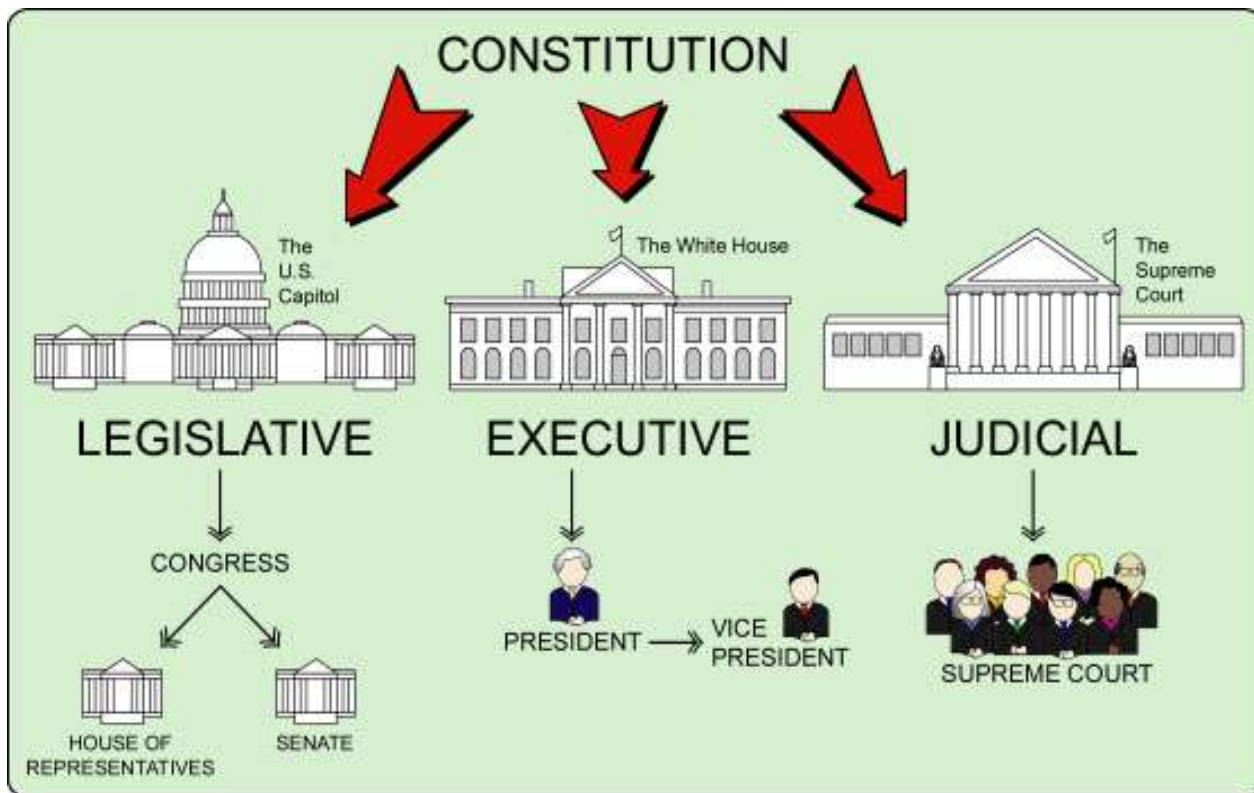 CONSTITUTION
The
U.S.
Capitol
The White House
The
Supreme
Court
LEGISLATIVE
EXECUTIVE
JUDICIAL
CONGRESS
PRESIDENT
VICE
PRESIDENT
SUPREME COURT
HOUSE OF
REPRESENTATIVES
SENATE